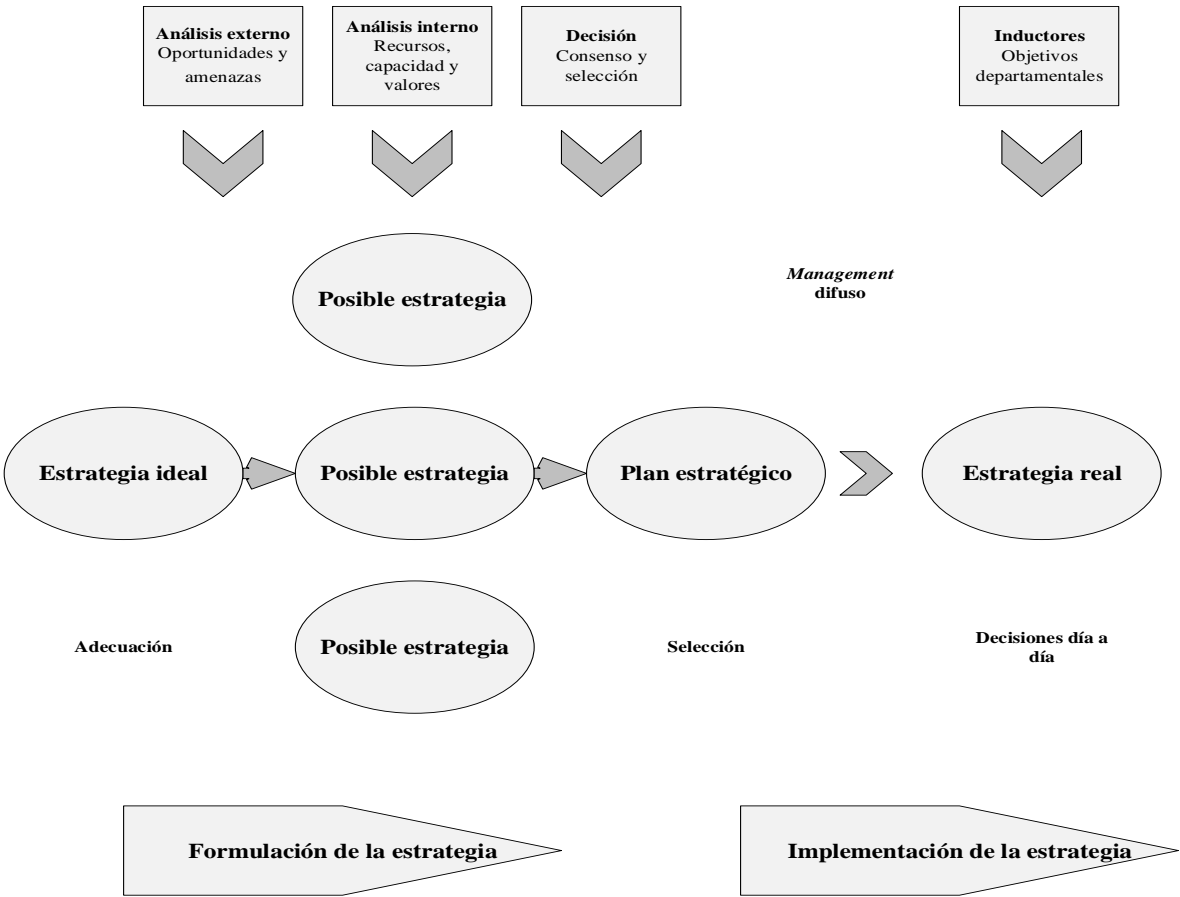 Análisis externo
Oportunidades y
amenazas
Análisis interno
Recursos,
capacidad y
valores
Decisión
Consenso y
selección
Inductores
Objetivos
departamentales
Posible estrategia
Management
difuso
Estrategia ideal
Posible estrategia
Plan estratégico
Estrategia real
Adecuación
Posible estrategia
Selección
Decisiones día a
día
Formulación de la estrategia
Implementación de la estrategia